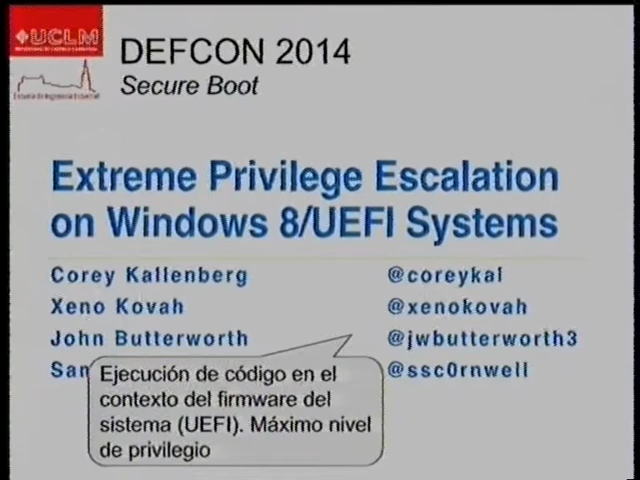 UCLM
DEFCON 2014
Secure Boot
Extreme Privilege Escalation
on Windows 8/UEFI Systems
Corey Kallenberg @coreykal
Xeno Kovah @xenokovah
John Butterworth @jwbutterworth3
Sam @ssc0rnwell
Ejecución de código en el
contexto del firmware del
sistema (UEFI). Máximo nivel
de privilegio